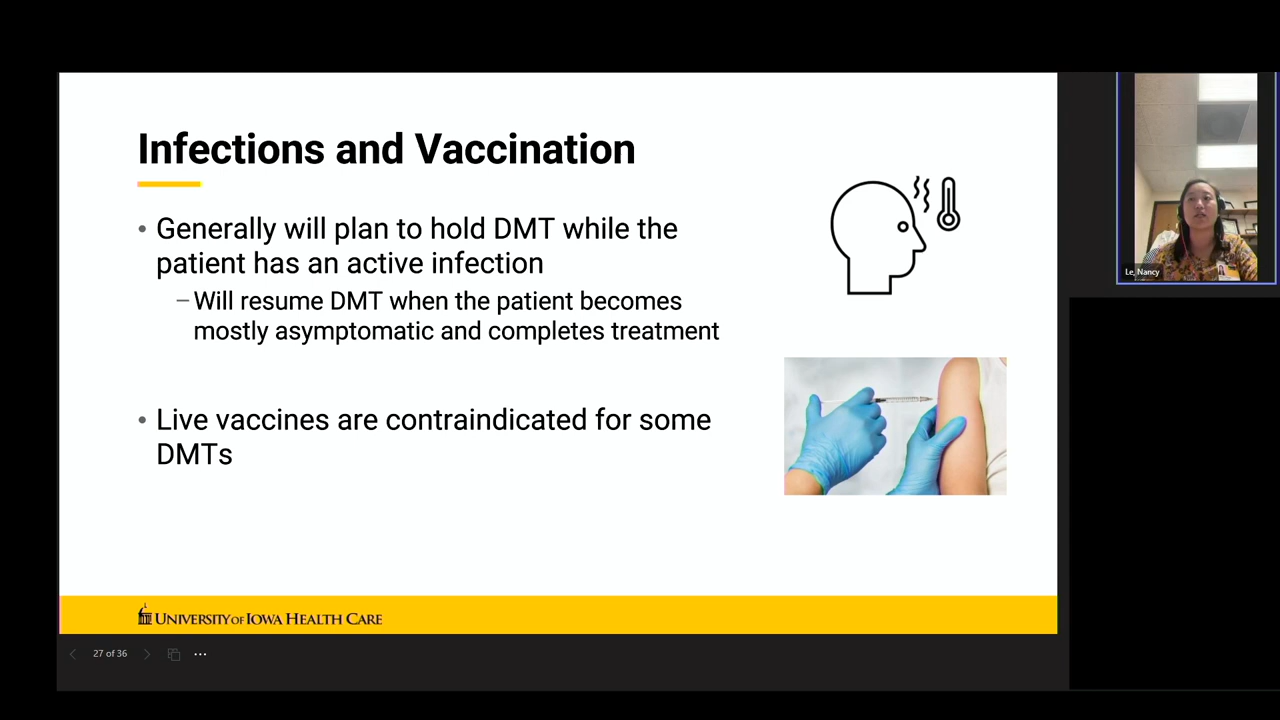 Infections and Vaccination
• Generally will plan to hold DMT while the
patient has an active infection
– Will resume DMT when the patient becomes
mostly asymptomatic and completes treatment
• Live vaccines are contraindicated for some
DMTs
UNIVERSITY OF IOWA HEALTH CARE
27 of 36
Le, Nancy